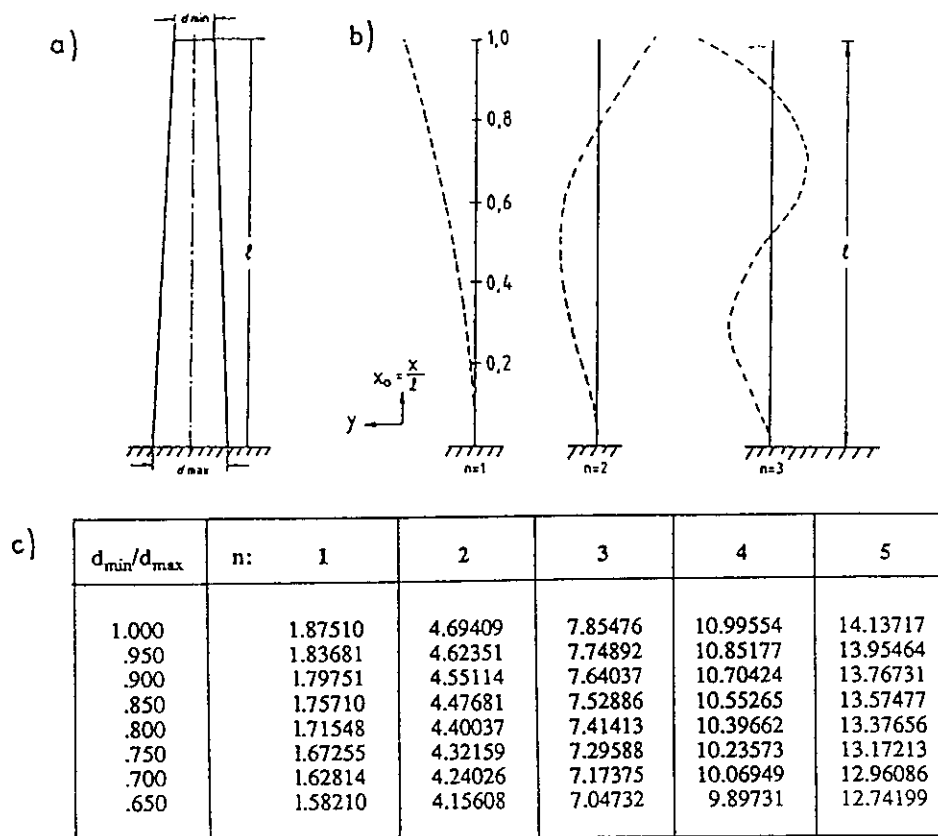 a)
d min
l
d max
b)
1,0
0,8
0,6
0,4
0,2
x₀ = x/l
y
n=1
n=2
n=3
l
c)
dmin/dmax n: 1 2 3 4 5
1.000 1.87510 4.69409 7.85476 10.99554 14.13717
.950 1.83681 4.62351 7.74892 10.85177 13.95464
.900 1.79751 4.55114 7.64037 10.70424 13.76731
.850 1.75710 4.47681 7.52886 10.55265 13.57477
.800 1.71548 4.40037 7.41413 10.39662 13.37656
.750 1.67255 4.32159 7.29588 10.23573 13.17213
.700 1.62814 4.24026 7.17375 10.06949 12.96086
.650 1.58210 4.15608 7.04732 9.89731 12.74199